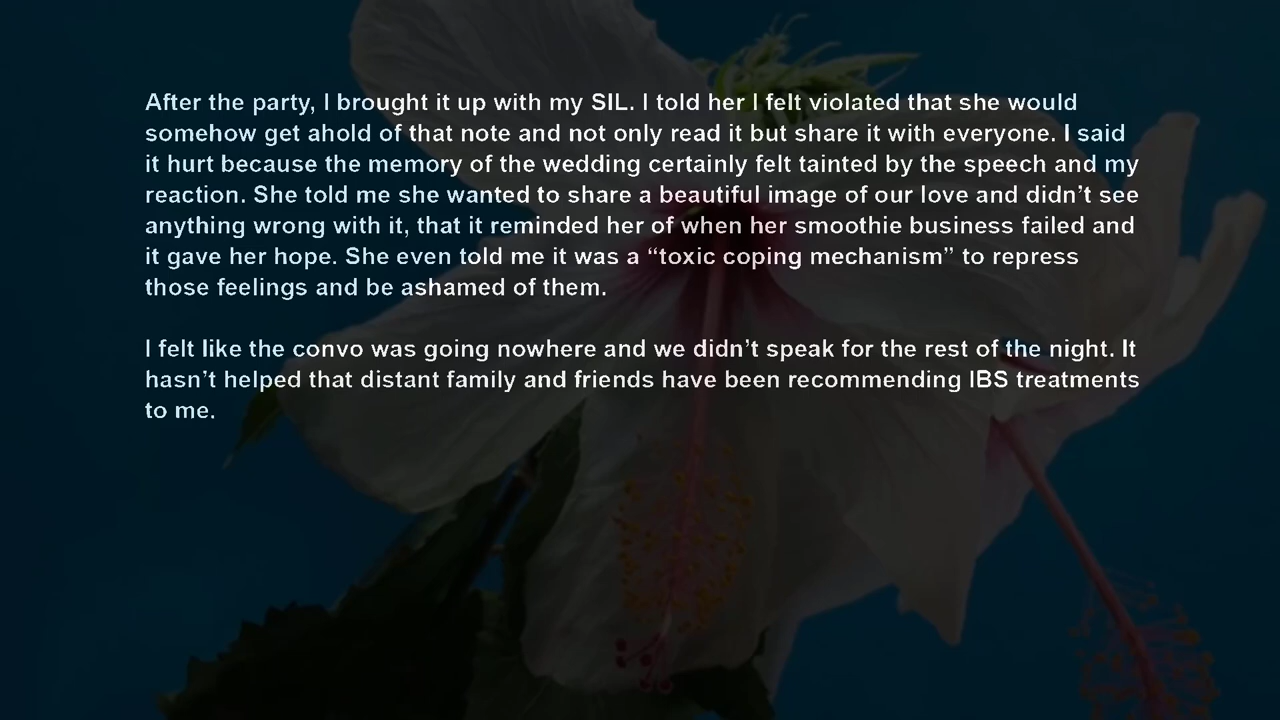 After the party, I brought it up with my SIL. I told her I felt violated that she would
somehow get ahold of that note and not only read it but share it with everyone. I said
it hurt because the memory of the wedding certainly felt tainted by the speech and my
reaction. She told me she wanted to share a beautiful image of our love and didn’t see
anything wrong with it, that it reminded her of when her smoothie business failed and
it gave her hope. She even told me it was a “toxic coping mechanism” to repress
those feelings and be ashamed of them.
I felt like the convo was going nowhere and we didn’t speak for the rest of the night. It
hasn’t helped that distant family and friends have been recommending IBS treatments
to me.